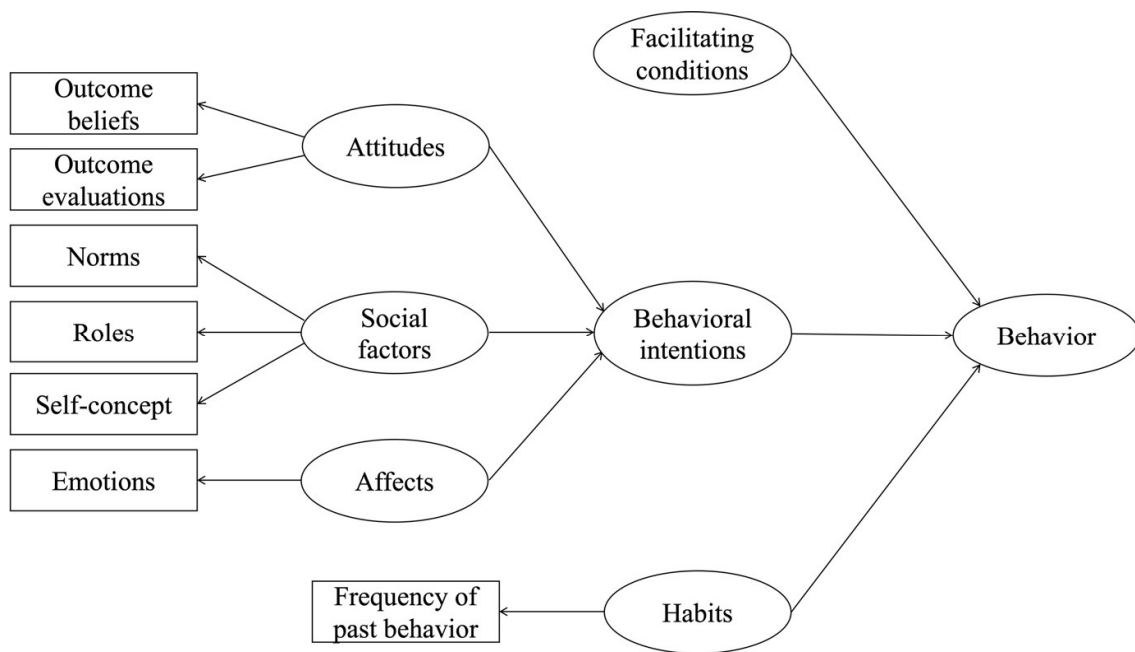 Facilitating
conditions
Outcome
beliefs
Attitudes
Outcome
evaluations
Norms
Roles
Social
factors
Behavioral
intentions
Behavior
Self-concept
Emotions
Affects
Frequency of
past behavior
Habits